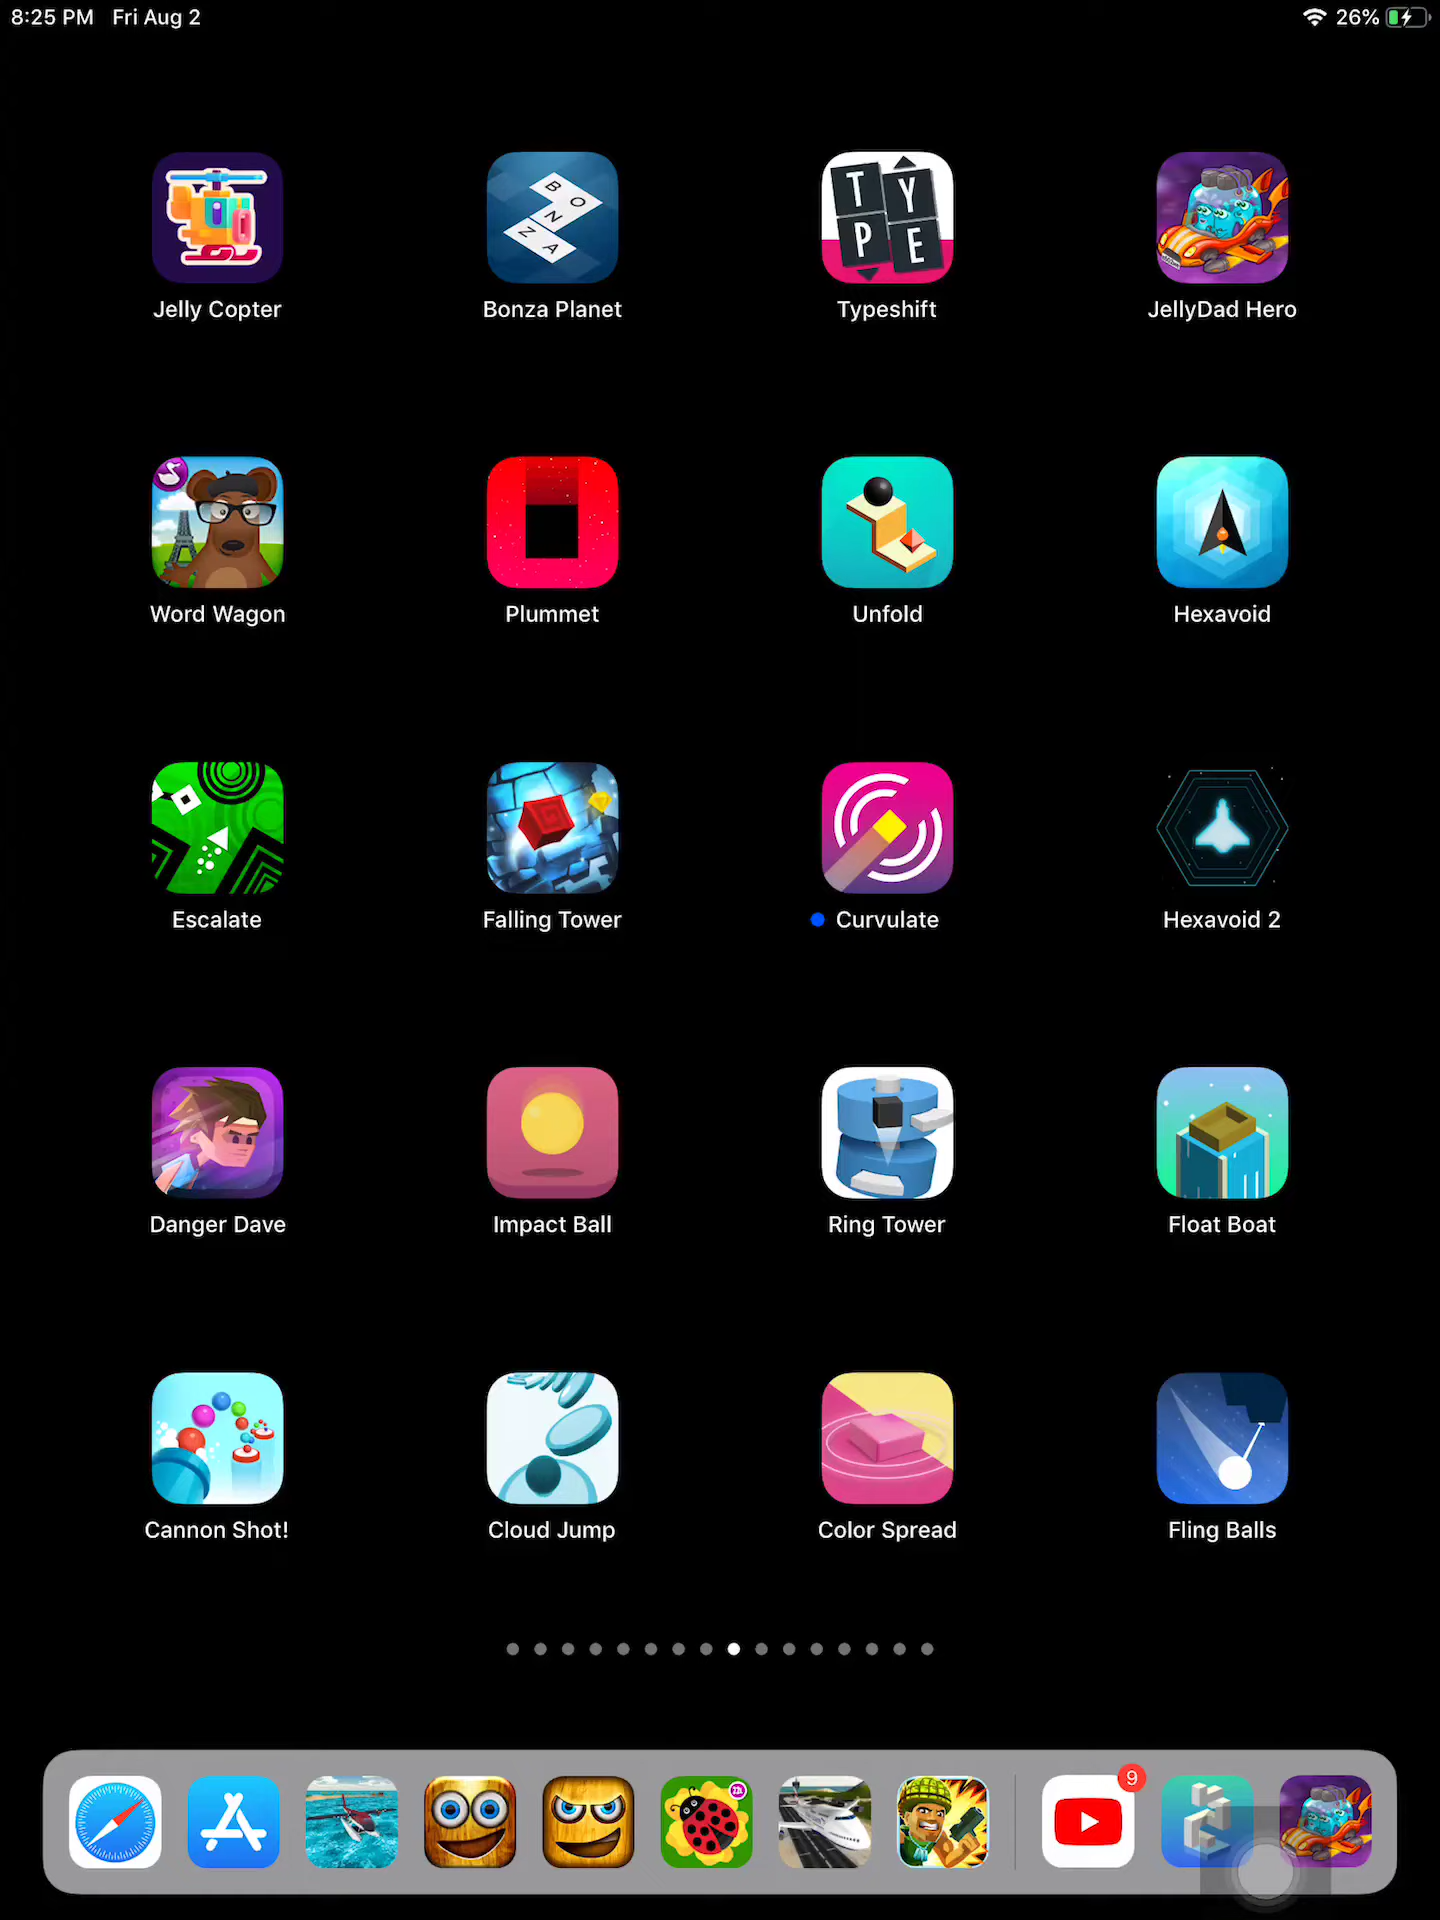 8:25 PM Fri Aug 2
26%
BONZA
TYPE
Jelly Copter
Bonza Planet
Typeshift
JellyDad Hero
Word Wagon
Plummet
Unfold
Hexavoid
Escalate
Falling Tower
Curvulate
Hexavoid 2
Danger Dave
Impact Ball
Ring Tower
Float Boat
Cannon Shot!
Cloud Jump
Color Spread
Fling Balls
9